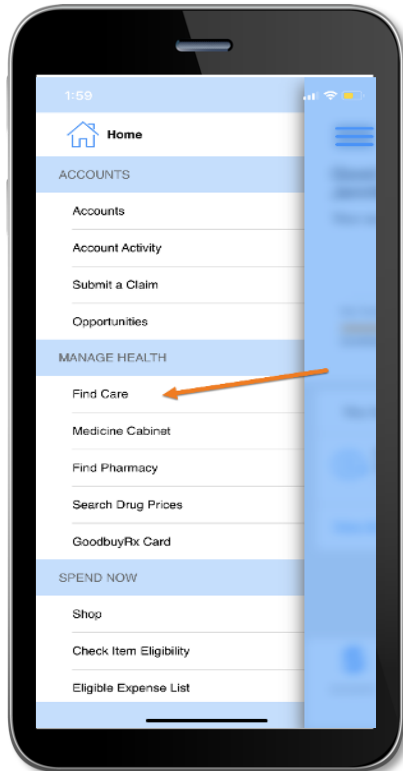 1:59
Home
ACCOUNTS
Accounts
Account Activity
Submit a Claim
Opportunities
MANAGE HEALTH
Find Care
Medicine Cabinet
Find Pharmacy
Search Drug Prices
GoodbuyRx Card
SPEND NOW
Shop
Check Item Eligibility
Eligible Expense List